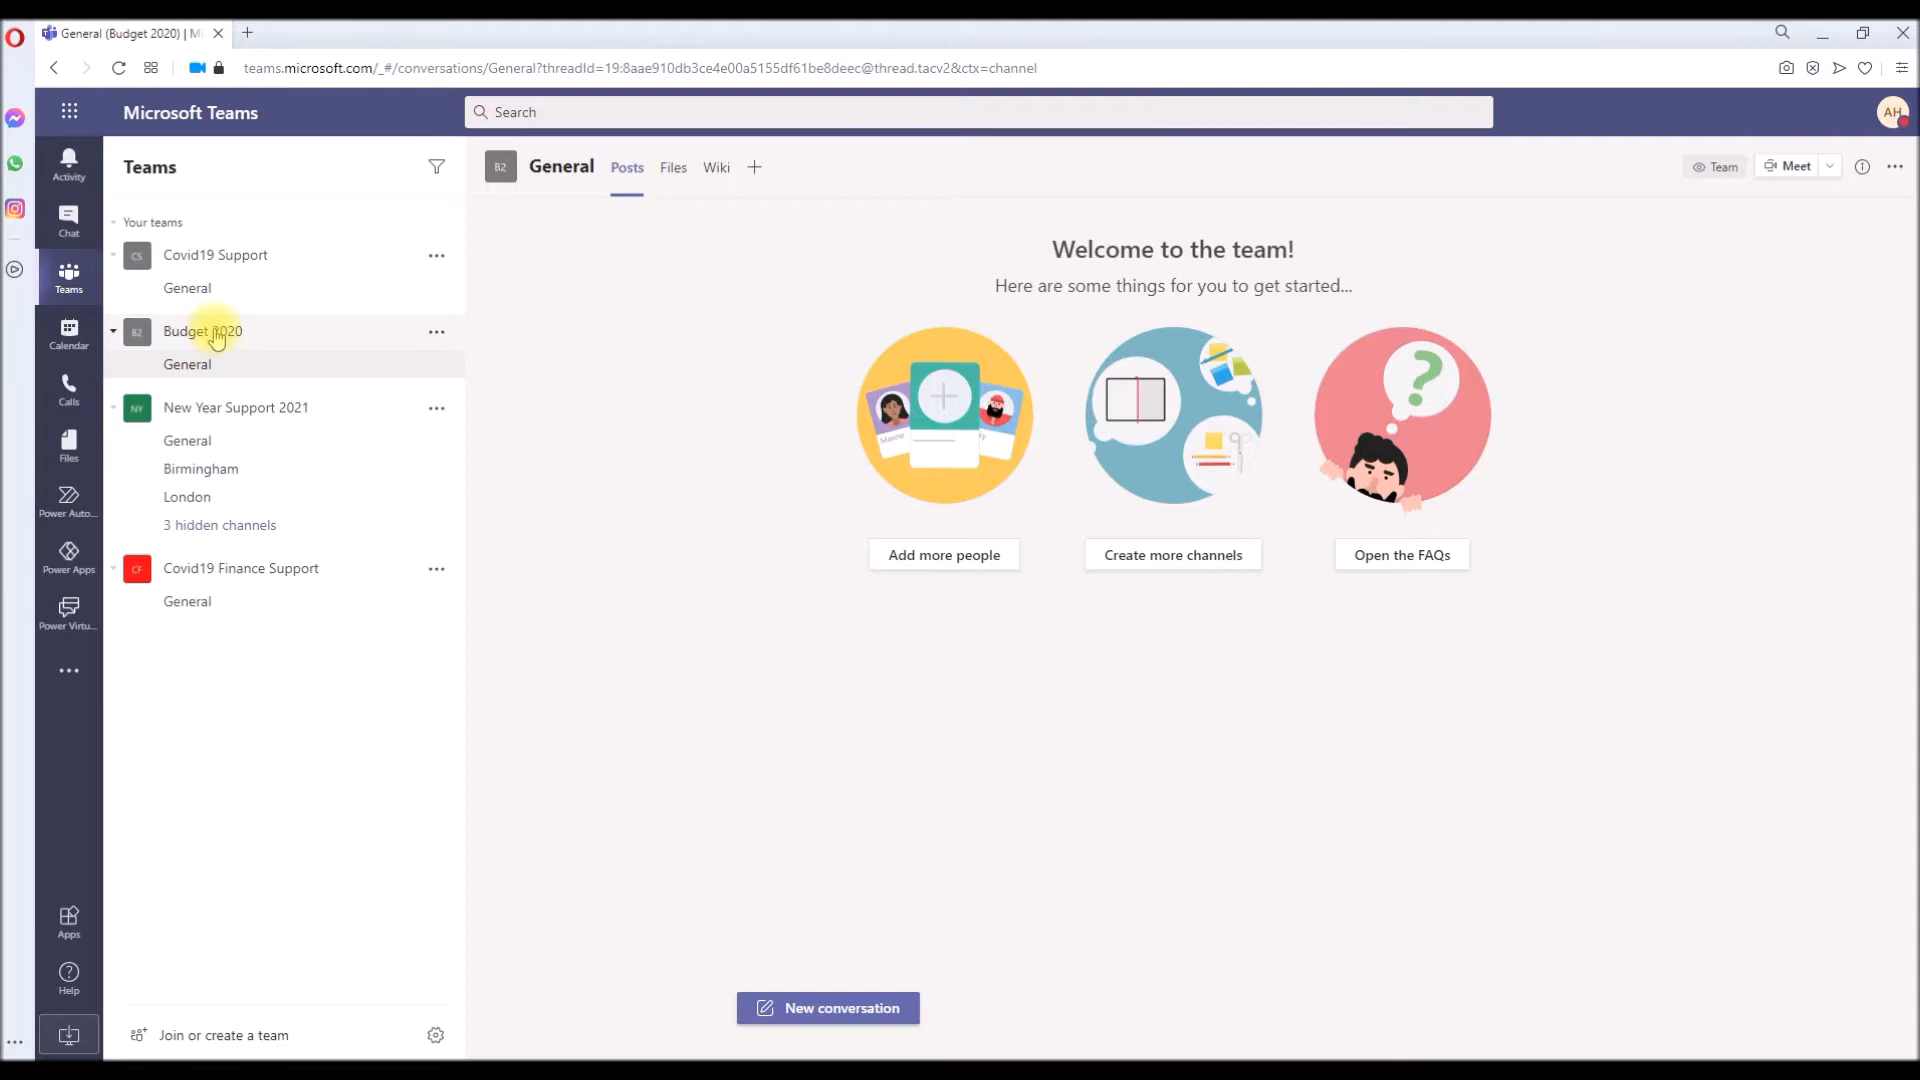 General (Budget 2020) | Mi
teams.microsoft.com/_#/conversations/General?threadId=19:8aae910db3ce4e00a5155df61be8deec@thread.tacv2&ctx=channel
Microsoft Teams
Search
AH
Activity
Chat
Teams
Calendar
Calls
Files
Power Auto...
Power Apps
Power Virtu...
Apps
Help
Teams
Your teams
CS Covid19 Support
General
B2 Budget 2020
General
NY New Year Support 2021
General
Birmingham
London
3 hidden channels
CF Covid19 Finance Support
General
Join or create a team
B2 General Posts Files Wiki
Team Meet
Welcome to the team!
Here are some things for you to get started...
Maxine
Add more people
Create more channels
Open the FAQs
New conversation